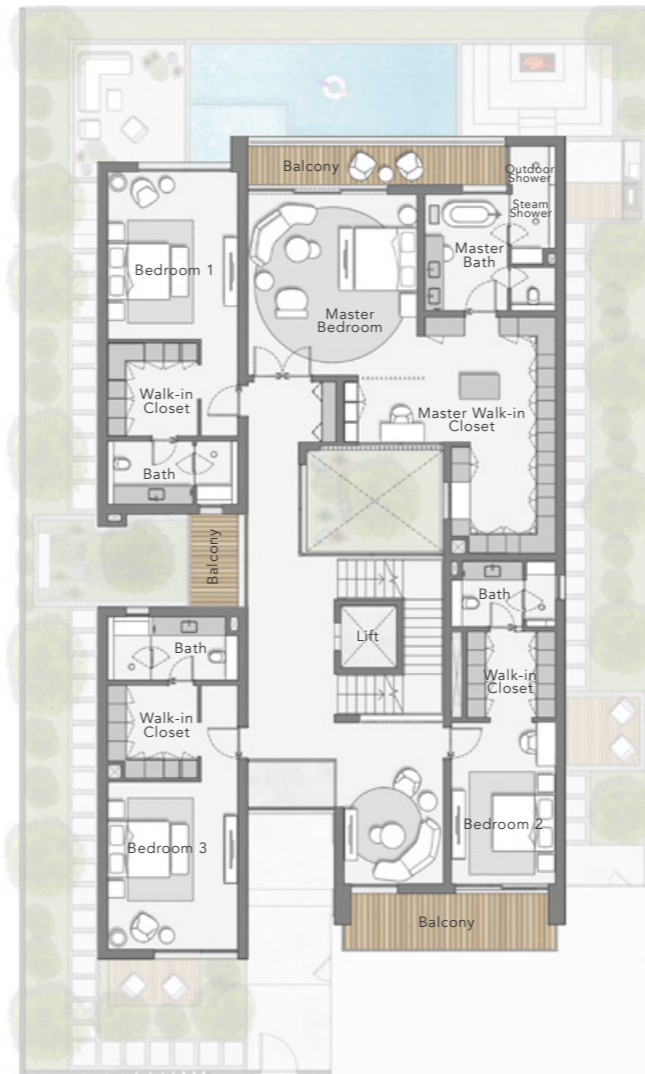 Balcony
Outdoor
Shower
Steam
Shower
Master
Bath
Bedroom 1
Master
Bedroom
Walk-in
Closet
Master Walk-in
Closet
Bath
Balcony
Bath
Lift
Bath
Walk-in
Closet
Walk-in
Closet
Bedroom 2
Bedroom 3
Balcony